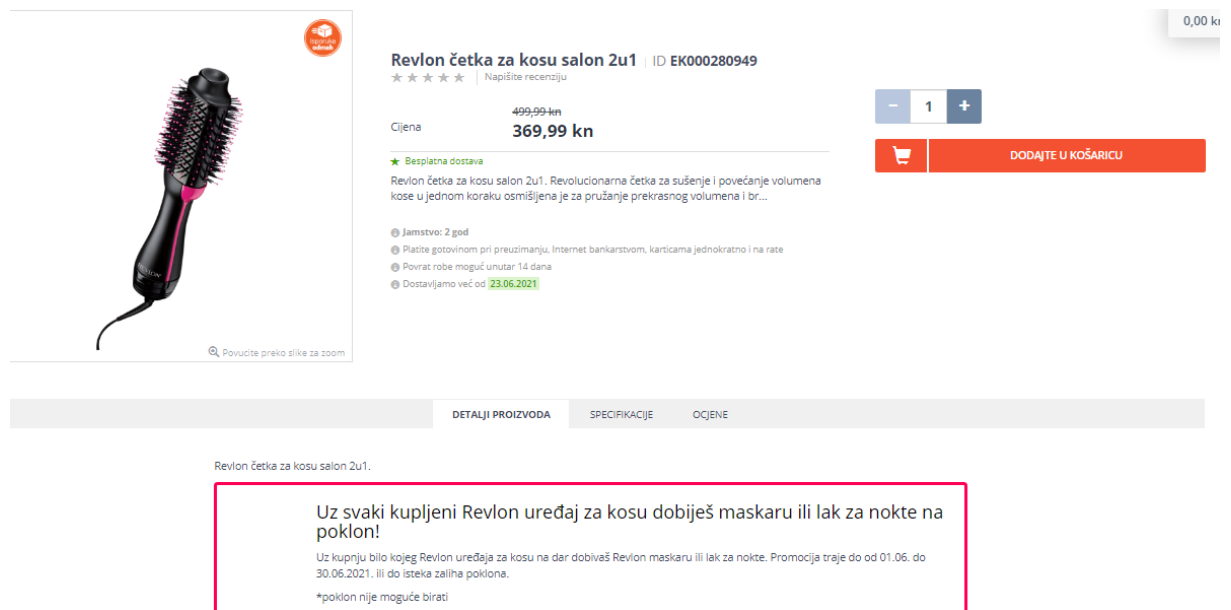 0,00 kn
isporuka
odmah
Revlon četka za kosu salon 2u1 | ID EK000280949
Napišite recenziju
499,99 kn
Cijena
369,99 kn
1
DODAJTE U KOŠARICU
Besplatna dostava
Revlon četka za kosu salon 2u1. Revolucionarna četka za sušenje i povećanje volumena
kose u jednom koraku osmišljena je za pružanje prekrasnog volumena i br...
Jamstvo: 2 god
Platite gotovinom pri preuzimanju, Internet bankarstvom, karticama jednokratno i na rate
Povrat robe moguć unutar 14 dana
Dostavljamo već od 23.06.2021
REVLON
Povucite preko slike za zoom
DETALJI PROIZVODA
SPECIFIKACIJE
OCJENE
Revlon četka za kosu salon 2u1.
Uz svaki kupljeni Revlon uređaj za kosu dobiješ maskaru ili lak za nokte na
poklon!
Uz kupnju bilo kojeg Revlon uređaja za kosu na dar dobivaš Revlon maskaru ili lak za nokte. Promocija traje do od 01.06. do
30.06.2021. ili do isteka zaliha poklona.
*poklon nije moguće birati